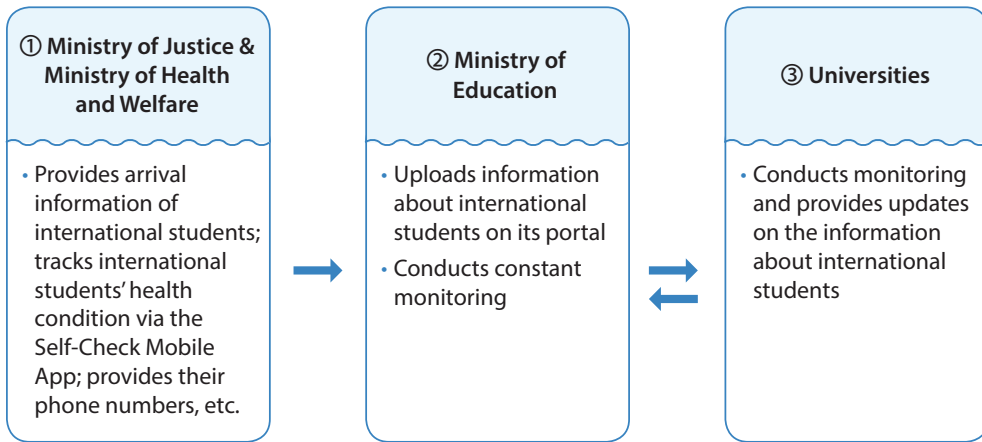 ① Ministry of Justice &
Ministry of Health
and Welfare
• Provides arrival
information of
international students;
tracks international
students’ health
condition via the
Self-Check Mobile
App; provides their
phone numbers, etc.
② Ministry of
Education
• Uploads information
about international
students on its portal
• Conducts constant
monitoring
③ Universities
• Conducts monitoring
and provides updates
on the information
about international
students